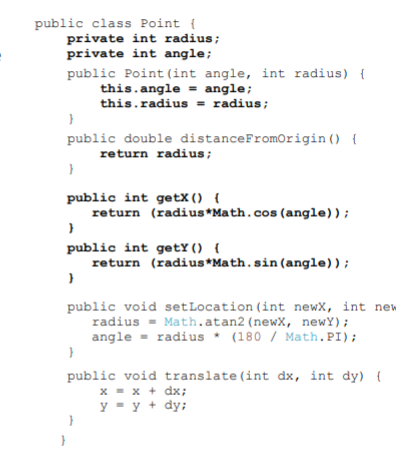 public class Point {
private int radius;
private int angle;
public Point(int angle, int radius) {
this.angle = angle;
this.radius = radius;
}
public double distanceFromOrigin() {
return radius;
}
public int getX() {
return (radius*Math.cos(angle));
}
public int getY() {
return (radius*Math.sin(angle));
}
public void setLocation(int newX, int new
radius = Math.atan2(newX, newY);
angle = radius * (180 / Math.PI);
}
public void translate(int dx, int dy) {
x = x + dx;
y = y + dy;
}
}